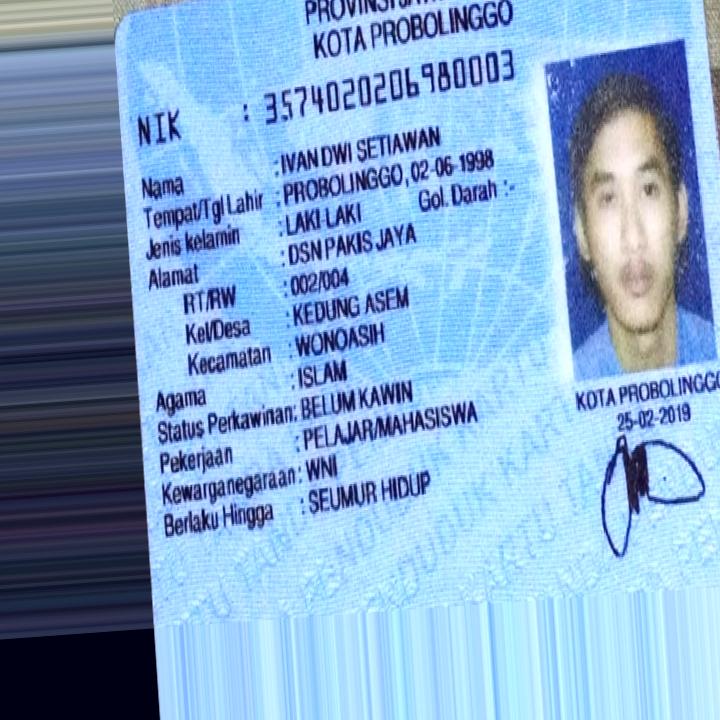 PROVINSI
KOTA PROBOLINGGO
NIK : 3574020206980003
Nama : IVAN DWI SETIAWAN
Tempat/Tgl Lahir : PROBOLINGGO, 02-06-1998
Jenis kelamin : LAKI LAKI Gol. Darah :-
Alamat : DSN PAKIS JAYA
RT/RW : 002/004
Kel/Desa : KEDUNG ASEM
Kecamatan : WONOASIH
Agama : ISLAM
Status Perkawinan: BELUM KAWIN
Pekerjaan : PELAJAR/MAHASISWA
Kewarganegaraan: WNI
Berlaku Hingga : SEUMUR HIDUP
KOTA PROBOLINGGO
25-02-2019